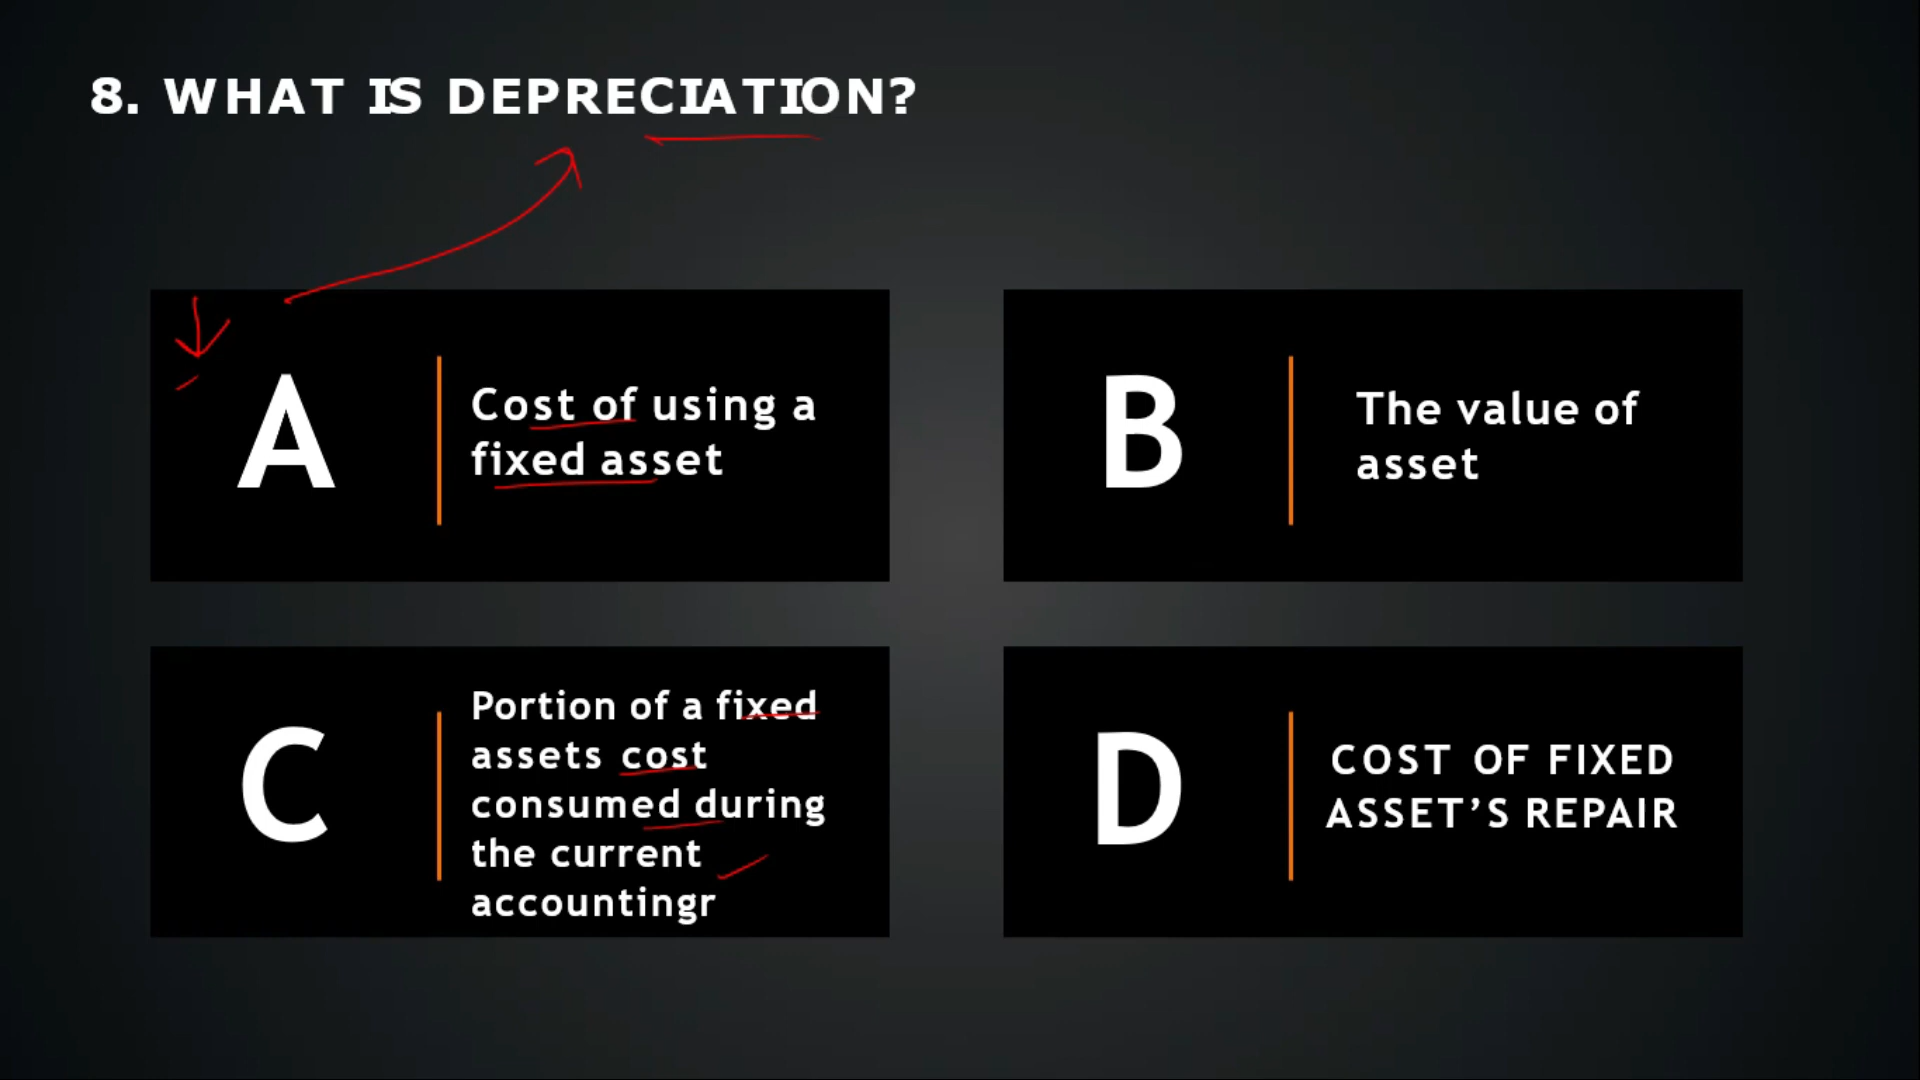 8. WHAT IS DEPRECIATION?
A
Cost of using a
fixed asset
B
The value of
asset
C
Portion of a fixed
assets cost
consumed during
the current
accountingr
D
COST OF FIXED
ASSET’S REPAIR